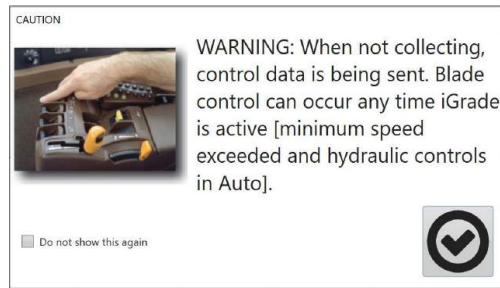 CAUTION
WARNING: When not collecting,
control data is being sent. Blade
control can occur any time iGrade
is active [minimum speed
exceeded and hydraulic controls
in Auto].
Do not show this again